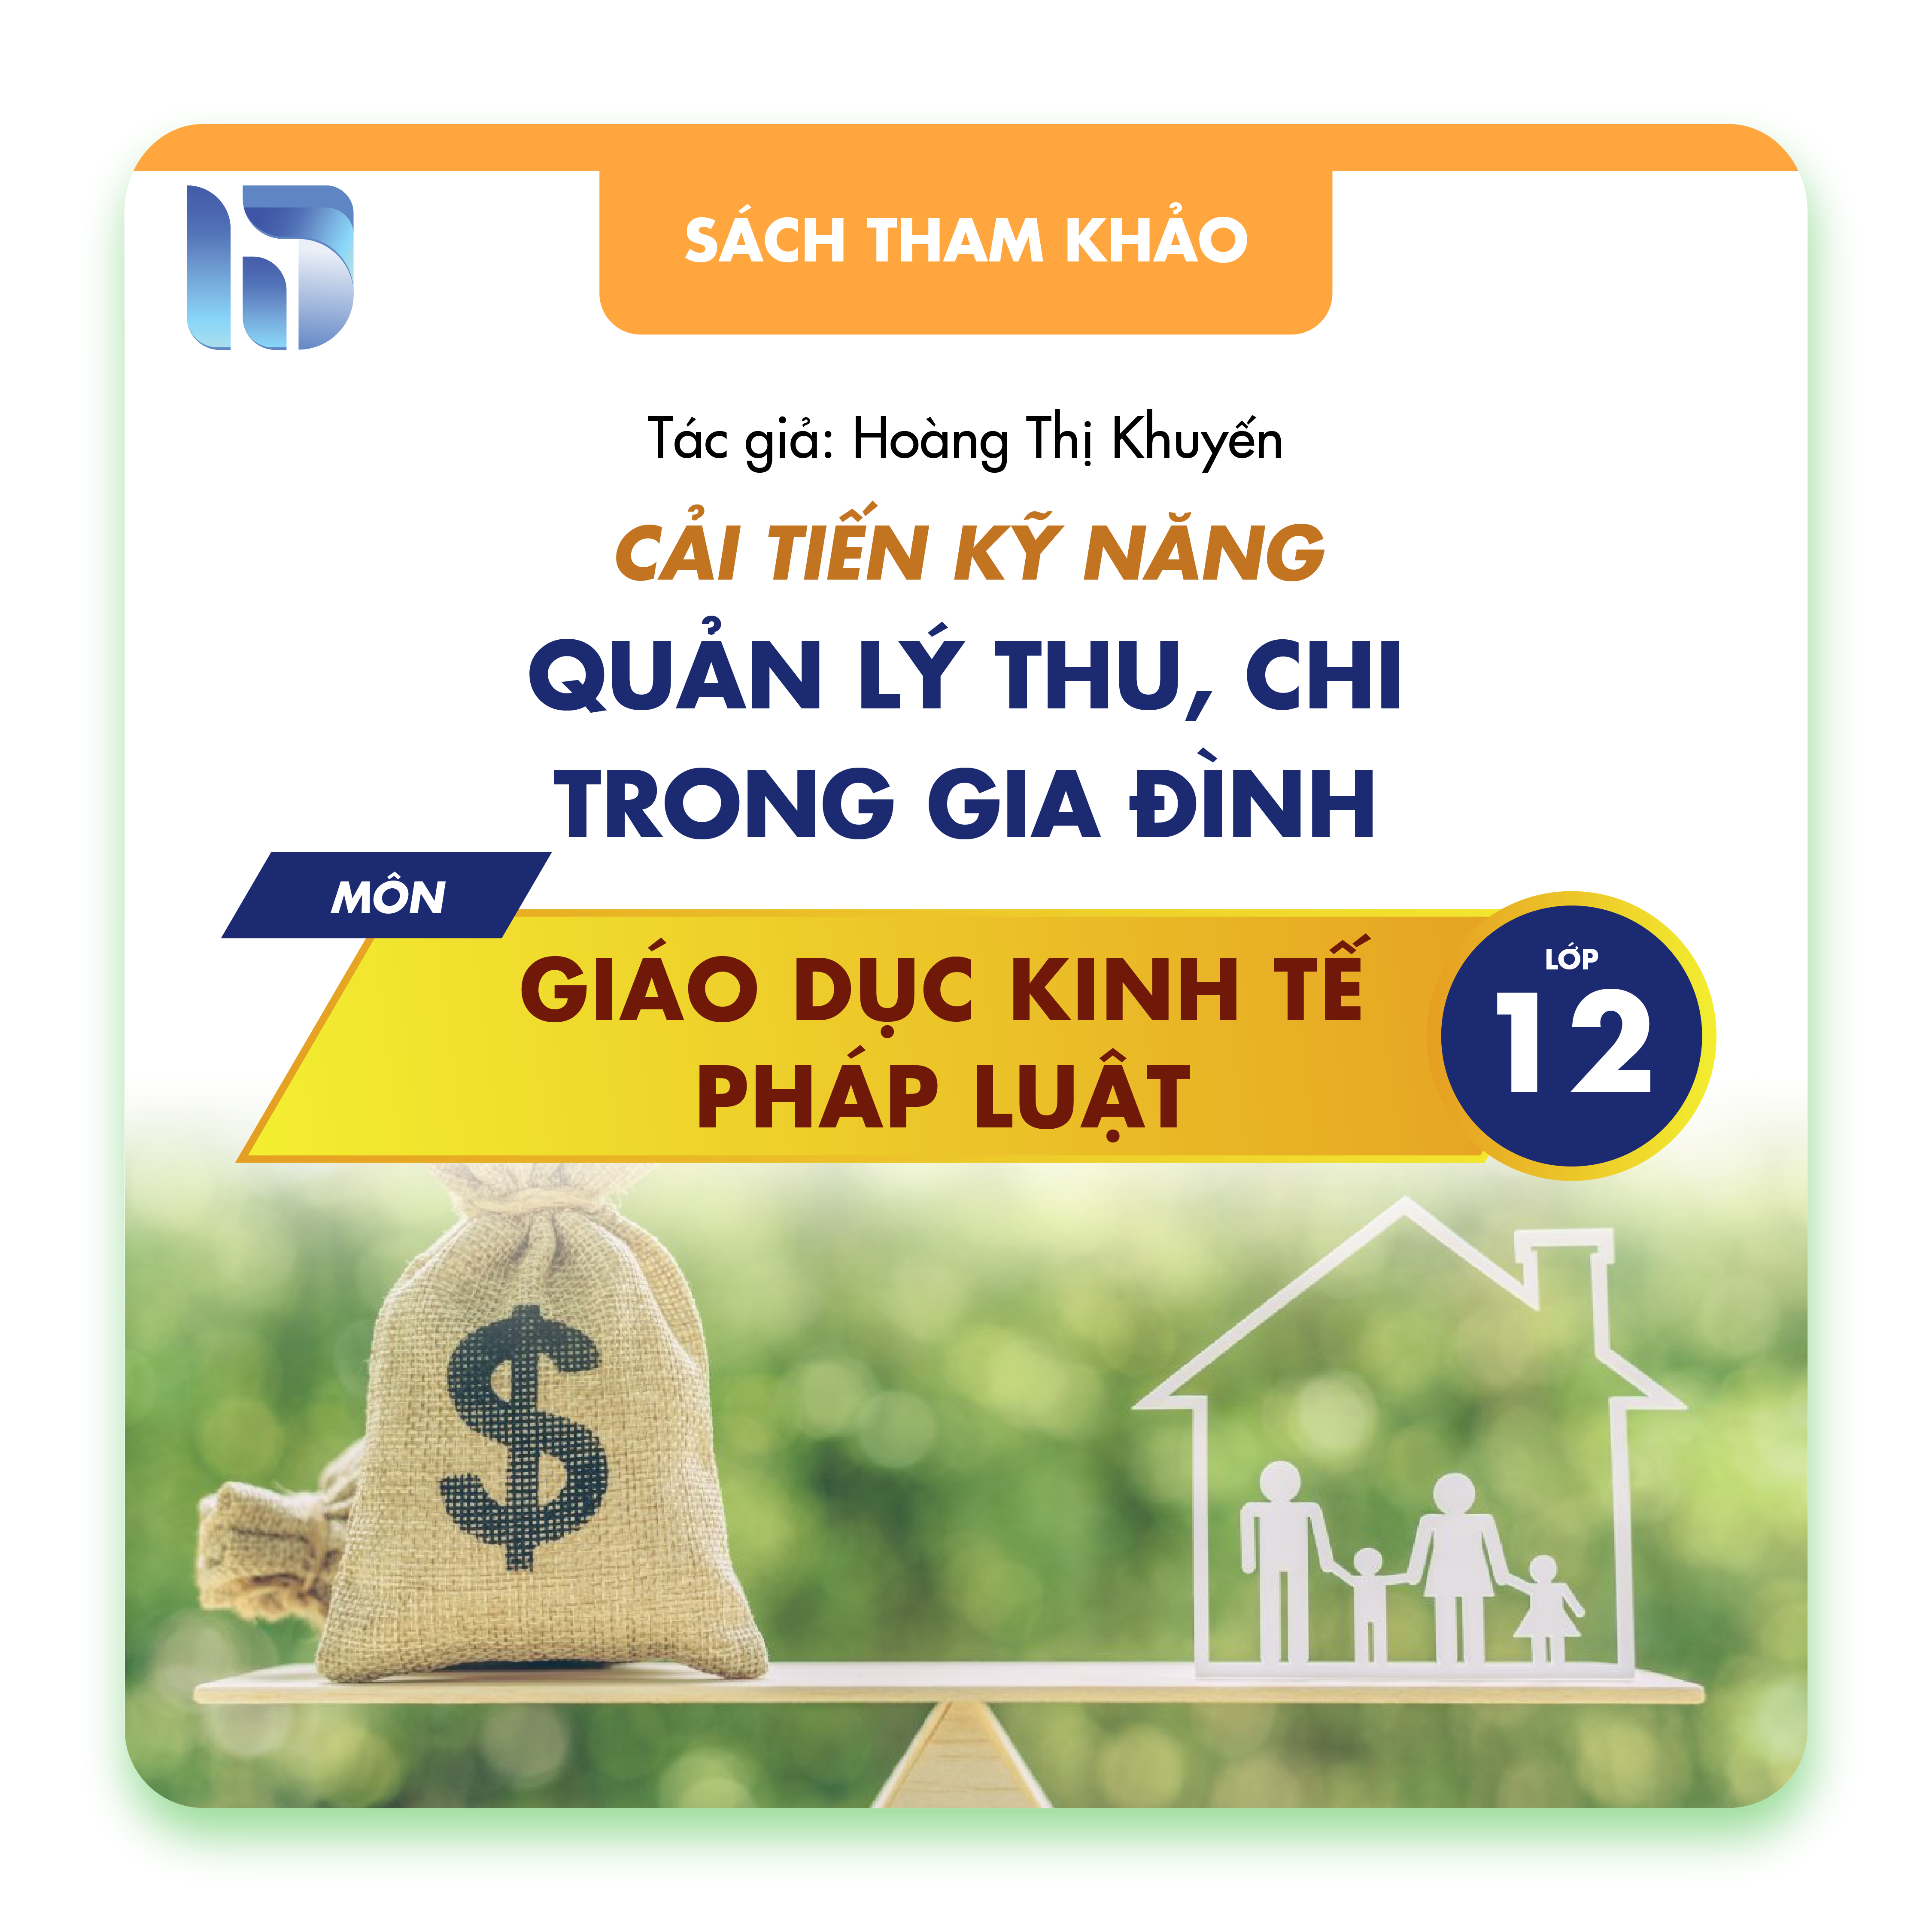 SÁCH THAM KHẢO
Tác giả: Hoàng Thị Khuyến
CẢI TIẾN KỸ NĂNG
QUẢN LÝ THU, CHI
TRONG GIA ĐÌNH
MÔN
GIÁO DỤC KINH TẾ
PHÁP LUẬT
LỚP
12
$